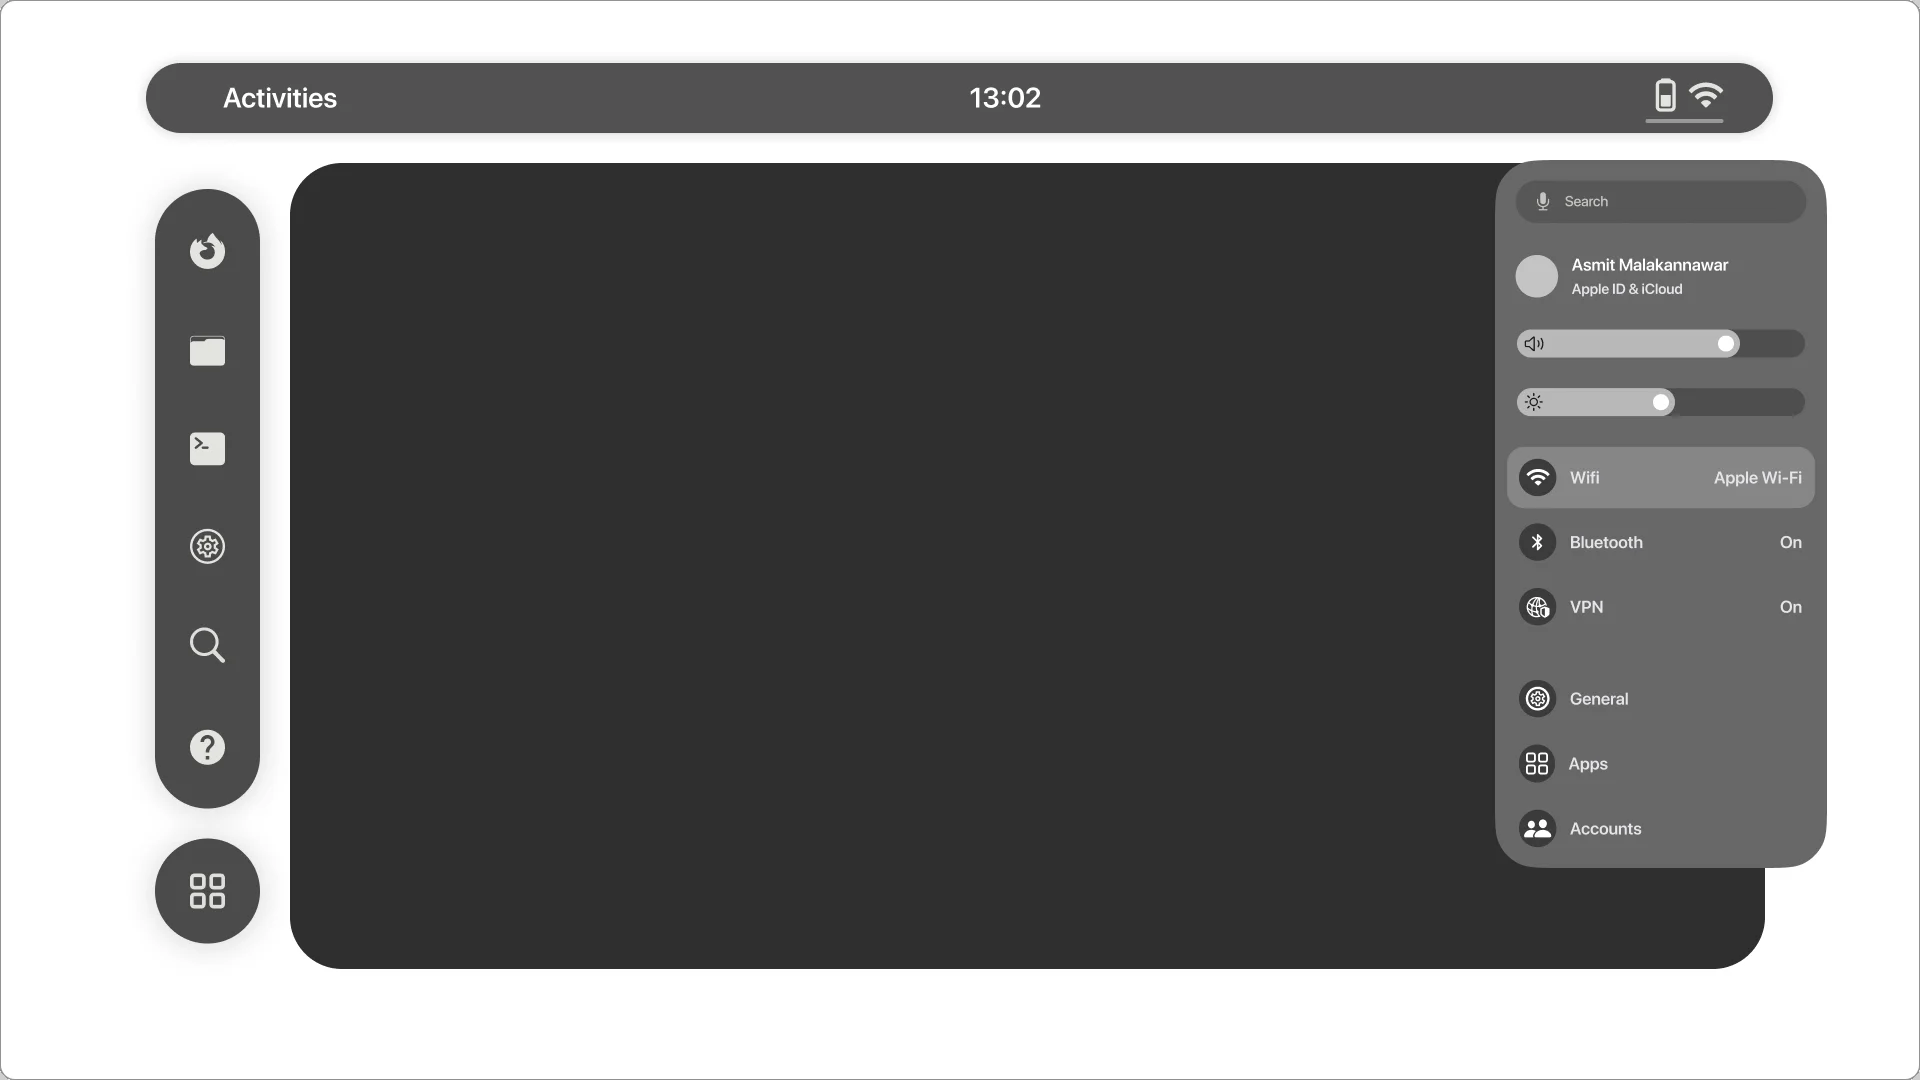 Activities
13:02
Search
Asmit Malakannawar
Apple ID & iCloud
Wifi Apple Wi-Fi
Bluetooth On
VPN On
General
Apps
Accounts